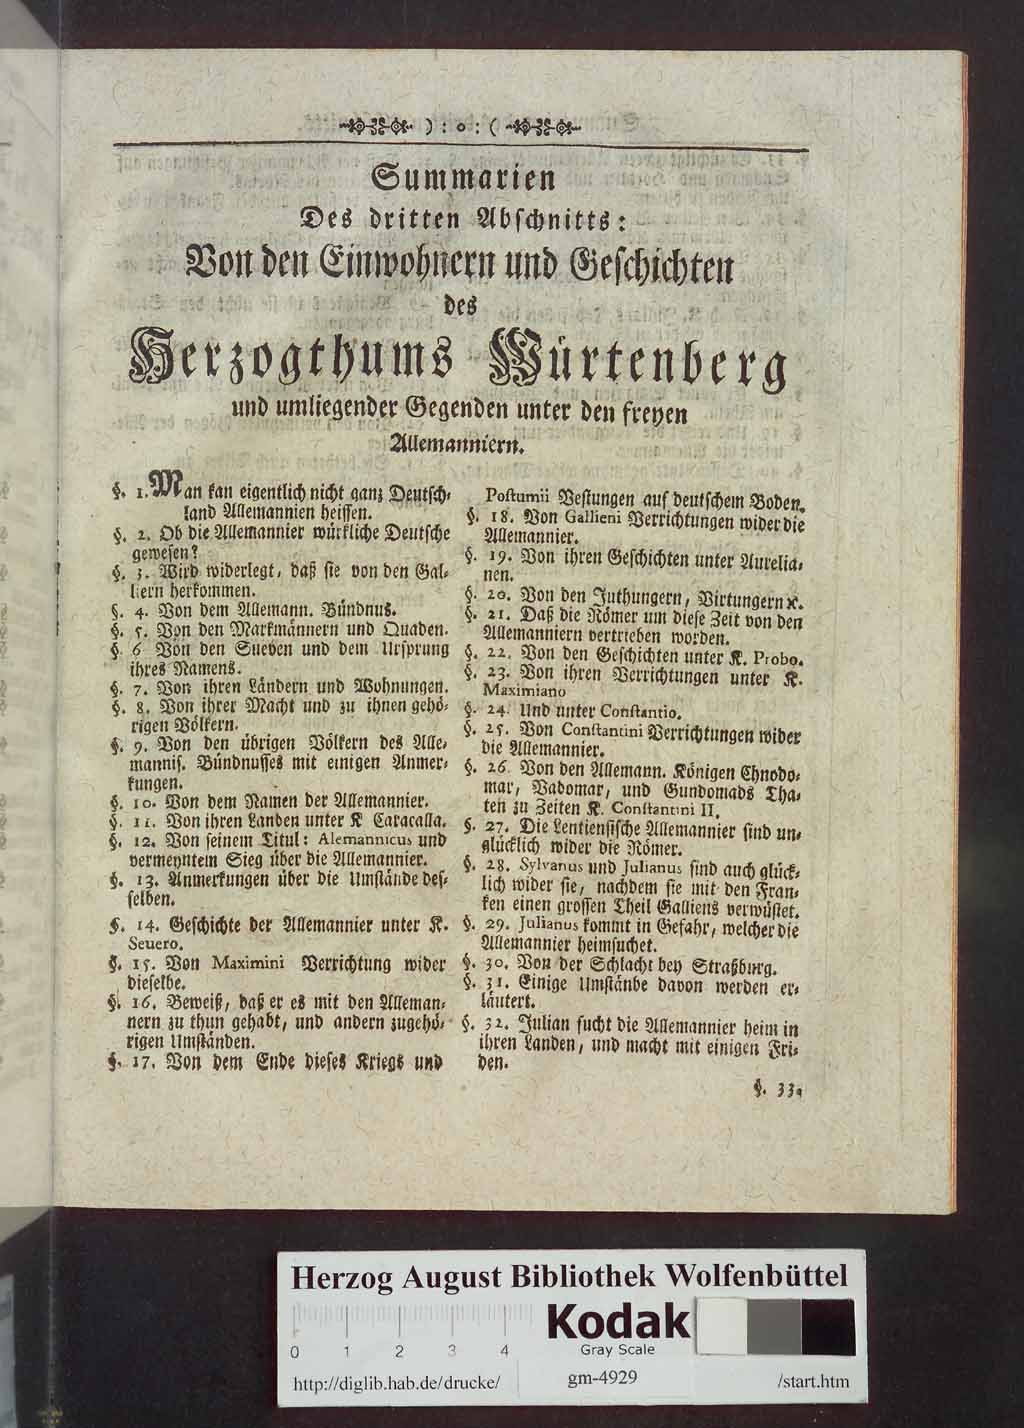 ):o:(
Summarien
Des dritten Abschnitts:
Von den Einwohnern und Geschichten
des
Herzogthums Würtenberg
und umliegender Gegenden unter den freyen
Allemanniern.
§. 1. Man kan eigentlich nicht ganz Deutsch-
land Allemannien heissen.
§. 2. Ob die Allemannier würkliche Deutsche
gewesen?
§. 3. Wird widerlegt, daß sie von den Gal-
liern herkommen.
§. 4. Von dem Allemann. Bündnus.
§. 5. Von den Markmännern und Quaden.
§. 6 Von den Sueven und dem Ursprung
ihres Namens.
§. 7. Von ihren Ländern und Wohnungen.
§. 8. Von ihrer Macht und zu ihnen gehö-
rigen Völkern.
§. 9. Von den übrigen Völkern des Alle-
mannis. Bündnusses mit einigen Anmer-
kungen.
§. 10. Von dem Namen der Allemannier.
§. 11. Von ihren Landen unter K Caracalla.
§. 12. Von seinem Titul: Alemannicus und
vermeyntem Sieg über die Allemannier.
§. 13. Anmerkungen über die Umstände des-
selben.
§. 14. Geschichte der Allemannier unter K.
Seuero.
§. 15. Von Maximini Verrichtung wider
dieselbe.
§. 16. Beweiß, daß er es mit den Alleman-
nern zu thun gehabt, und andern zugehö-
rigen Umständen.
§. 17. Von dem Ende dieses Kriegs und
Postumii Vestungen auf deutschem Boden.
§. 18. Von Gallieni Verrichtungen wider die
Allemannier.
§. 19. Von ihren Geschichten unter Aurelia-
nen.
§. 20. Von den Juthungern, Virtungern ꝛc.
§. 21. Daß die Römer um diese Zeit von den
Allemanniern vertrieben worden.
§. 22. Von den Geschichten unter K. Probo.
§. 23. Von ihren Verrichtungen unter K.
Maximiano
§. 24. Und unter Constantio.
§. 25. Von Constantini Verrichtungen wider
die Allemannier.
§. 26. Von den Allemann. Königen Chnodo-
mar, Vadomar, und Gundomads Tha-
ten zu Zeiten K. Constantini II.
§. 27. Die Lentiensische Allemannier sind un-
glücklich wider die Römer.
§. 28. Sylvanus und Julianus sind auch glück-
lich wider sie, nachdem sie mit den Fran-
ken einen grossen Theil Galliens verwüstet.
§. 29. Julianus kommt in Gefahr, welcher die
Allemannier heimsuchet.
§. 30. Von der Schlacht bey Straßburg.
§. 31. Einige Umstände davon werden er-
läutert.
§. 32. Julian sucht die Allemannier heim in
ihren Landen, und macht mit einigen Fri-
den.
§. 33.
Herzog August Bibliothek Wolfenbüttel
Kodak
Gray Scale
0 1 2 3 4
http://diglib.hab.de/drucke/ gm-4929 /start.htm